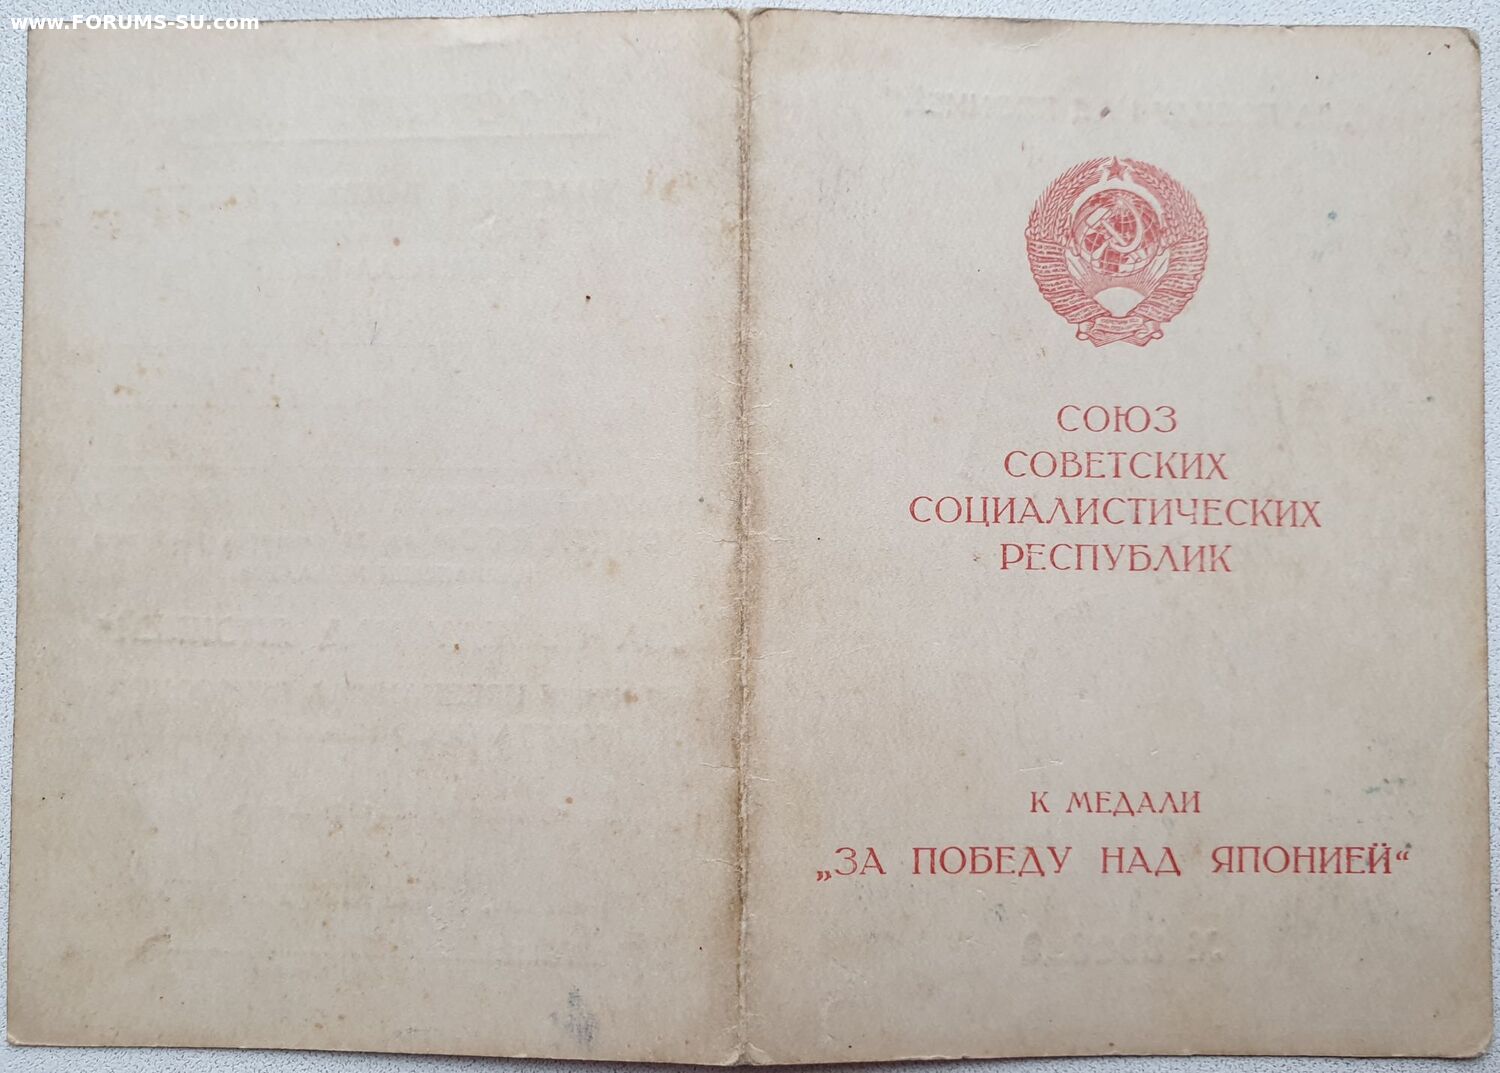 www.FORUMS-SU.com
СОЮЗ
СОВЕТСКИХ
СОЦИАЛИСТИЧЕСКИХ
РЕСПУБЛИК
К МЕДАЛИ
„ЗА ПОБЕДУ НАД ЯПОНИЕЙ“